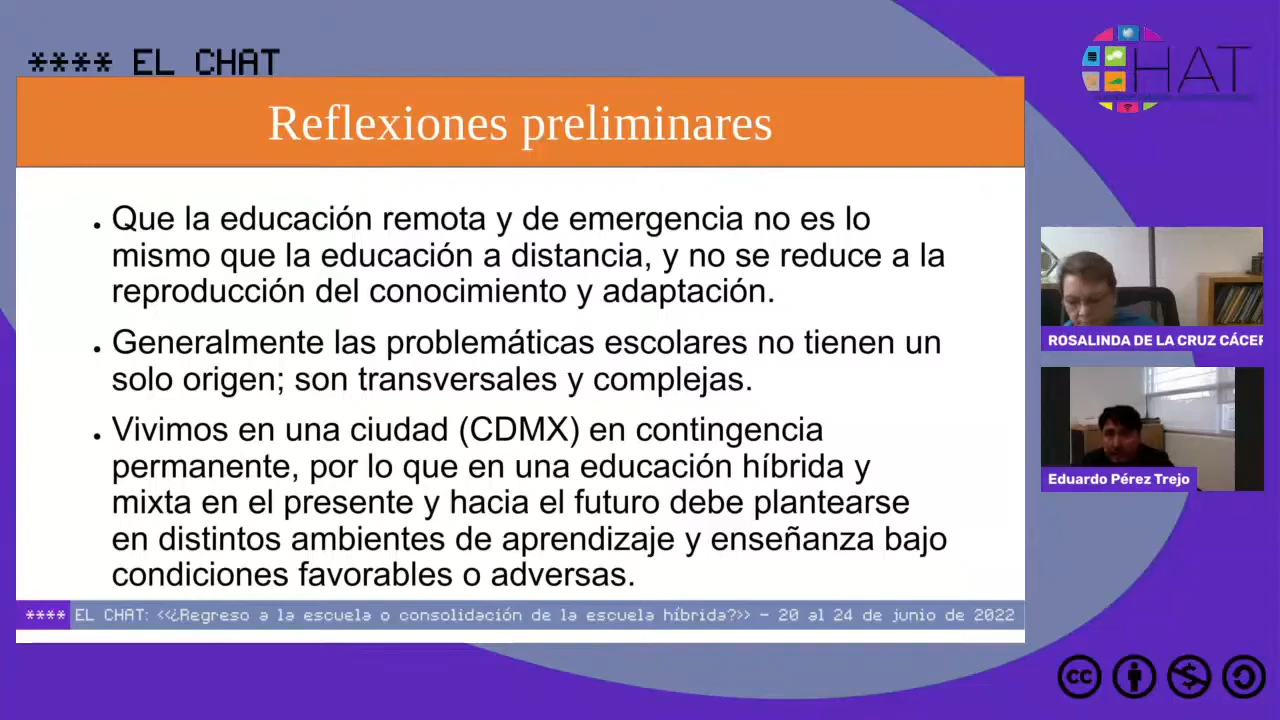 **** EL CHAT
HAT
Reflexiones preliminares
• Que la educación remota y de emergencia no es lo
mismo que la educación a distancia, y no se reduce a la
reproducción del conocimiento y adaptación.
• Generalmente las problemáticas escolares no tienen un
solo origen; son transversales y complejas.
• Vivimos en una ciudad (CDMX) en contingencia
permanente, por lo que en una educación híbrida y
mixta en el presente y hacia el futuro debe plantearse
en distintos ambientes de aprendizaje y enseñanza bajo
condiciones favorables o adversas.
ROSALINDA DE LA CRUZ CÁCER
Eduardo Pérez Trejo
**** EL CHAT: <<¿Regreso a la escuela o consolidación de la escuela híbrida?>> – 20 al 24 de junio de 2022
cc